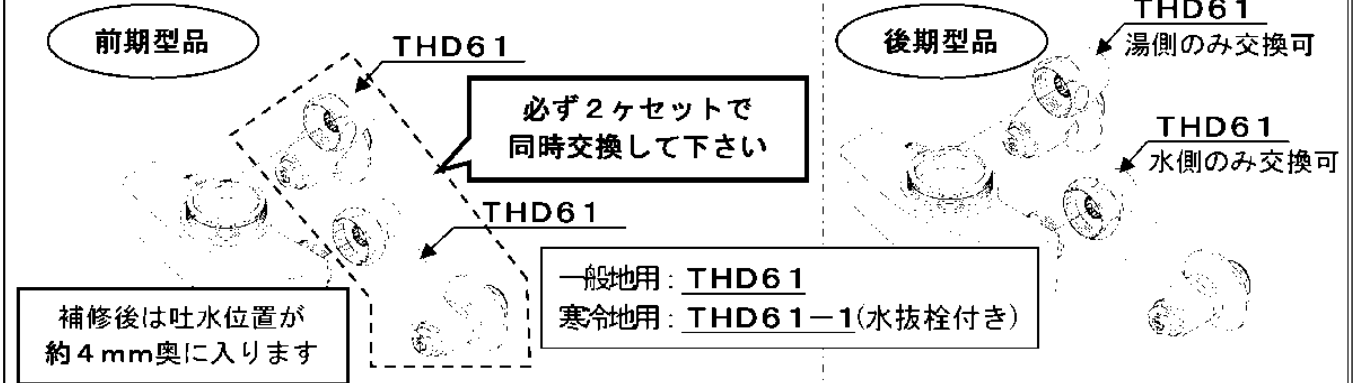 前期型品
THD61
必ず２ヶセットで
同時交換して下さい
THD61
補修後は吐水位置が
約４mm奥に入ります
一般地用：THD61
寒冷地用：THD61－1(水抜栓付き)
後期型品
THD61
湯側のみ交換可
THD61
水側のみ交換可